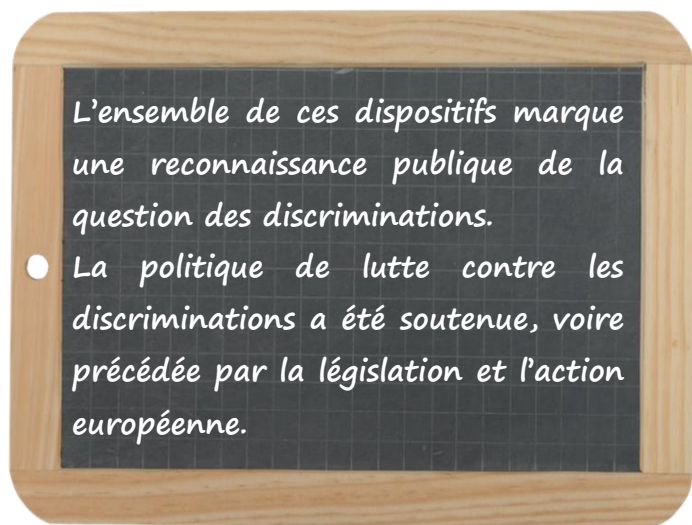 L'ensemble de ces dispositifs marque
une reconnaissance publique de la
question des discriminations.
La politique de lutte contre les
discriminations a été soutenue, voire
précédée par la législation et l'action
européenne.